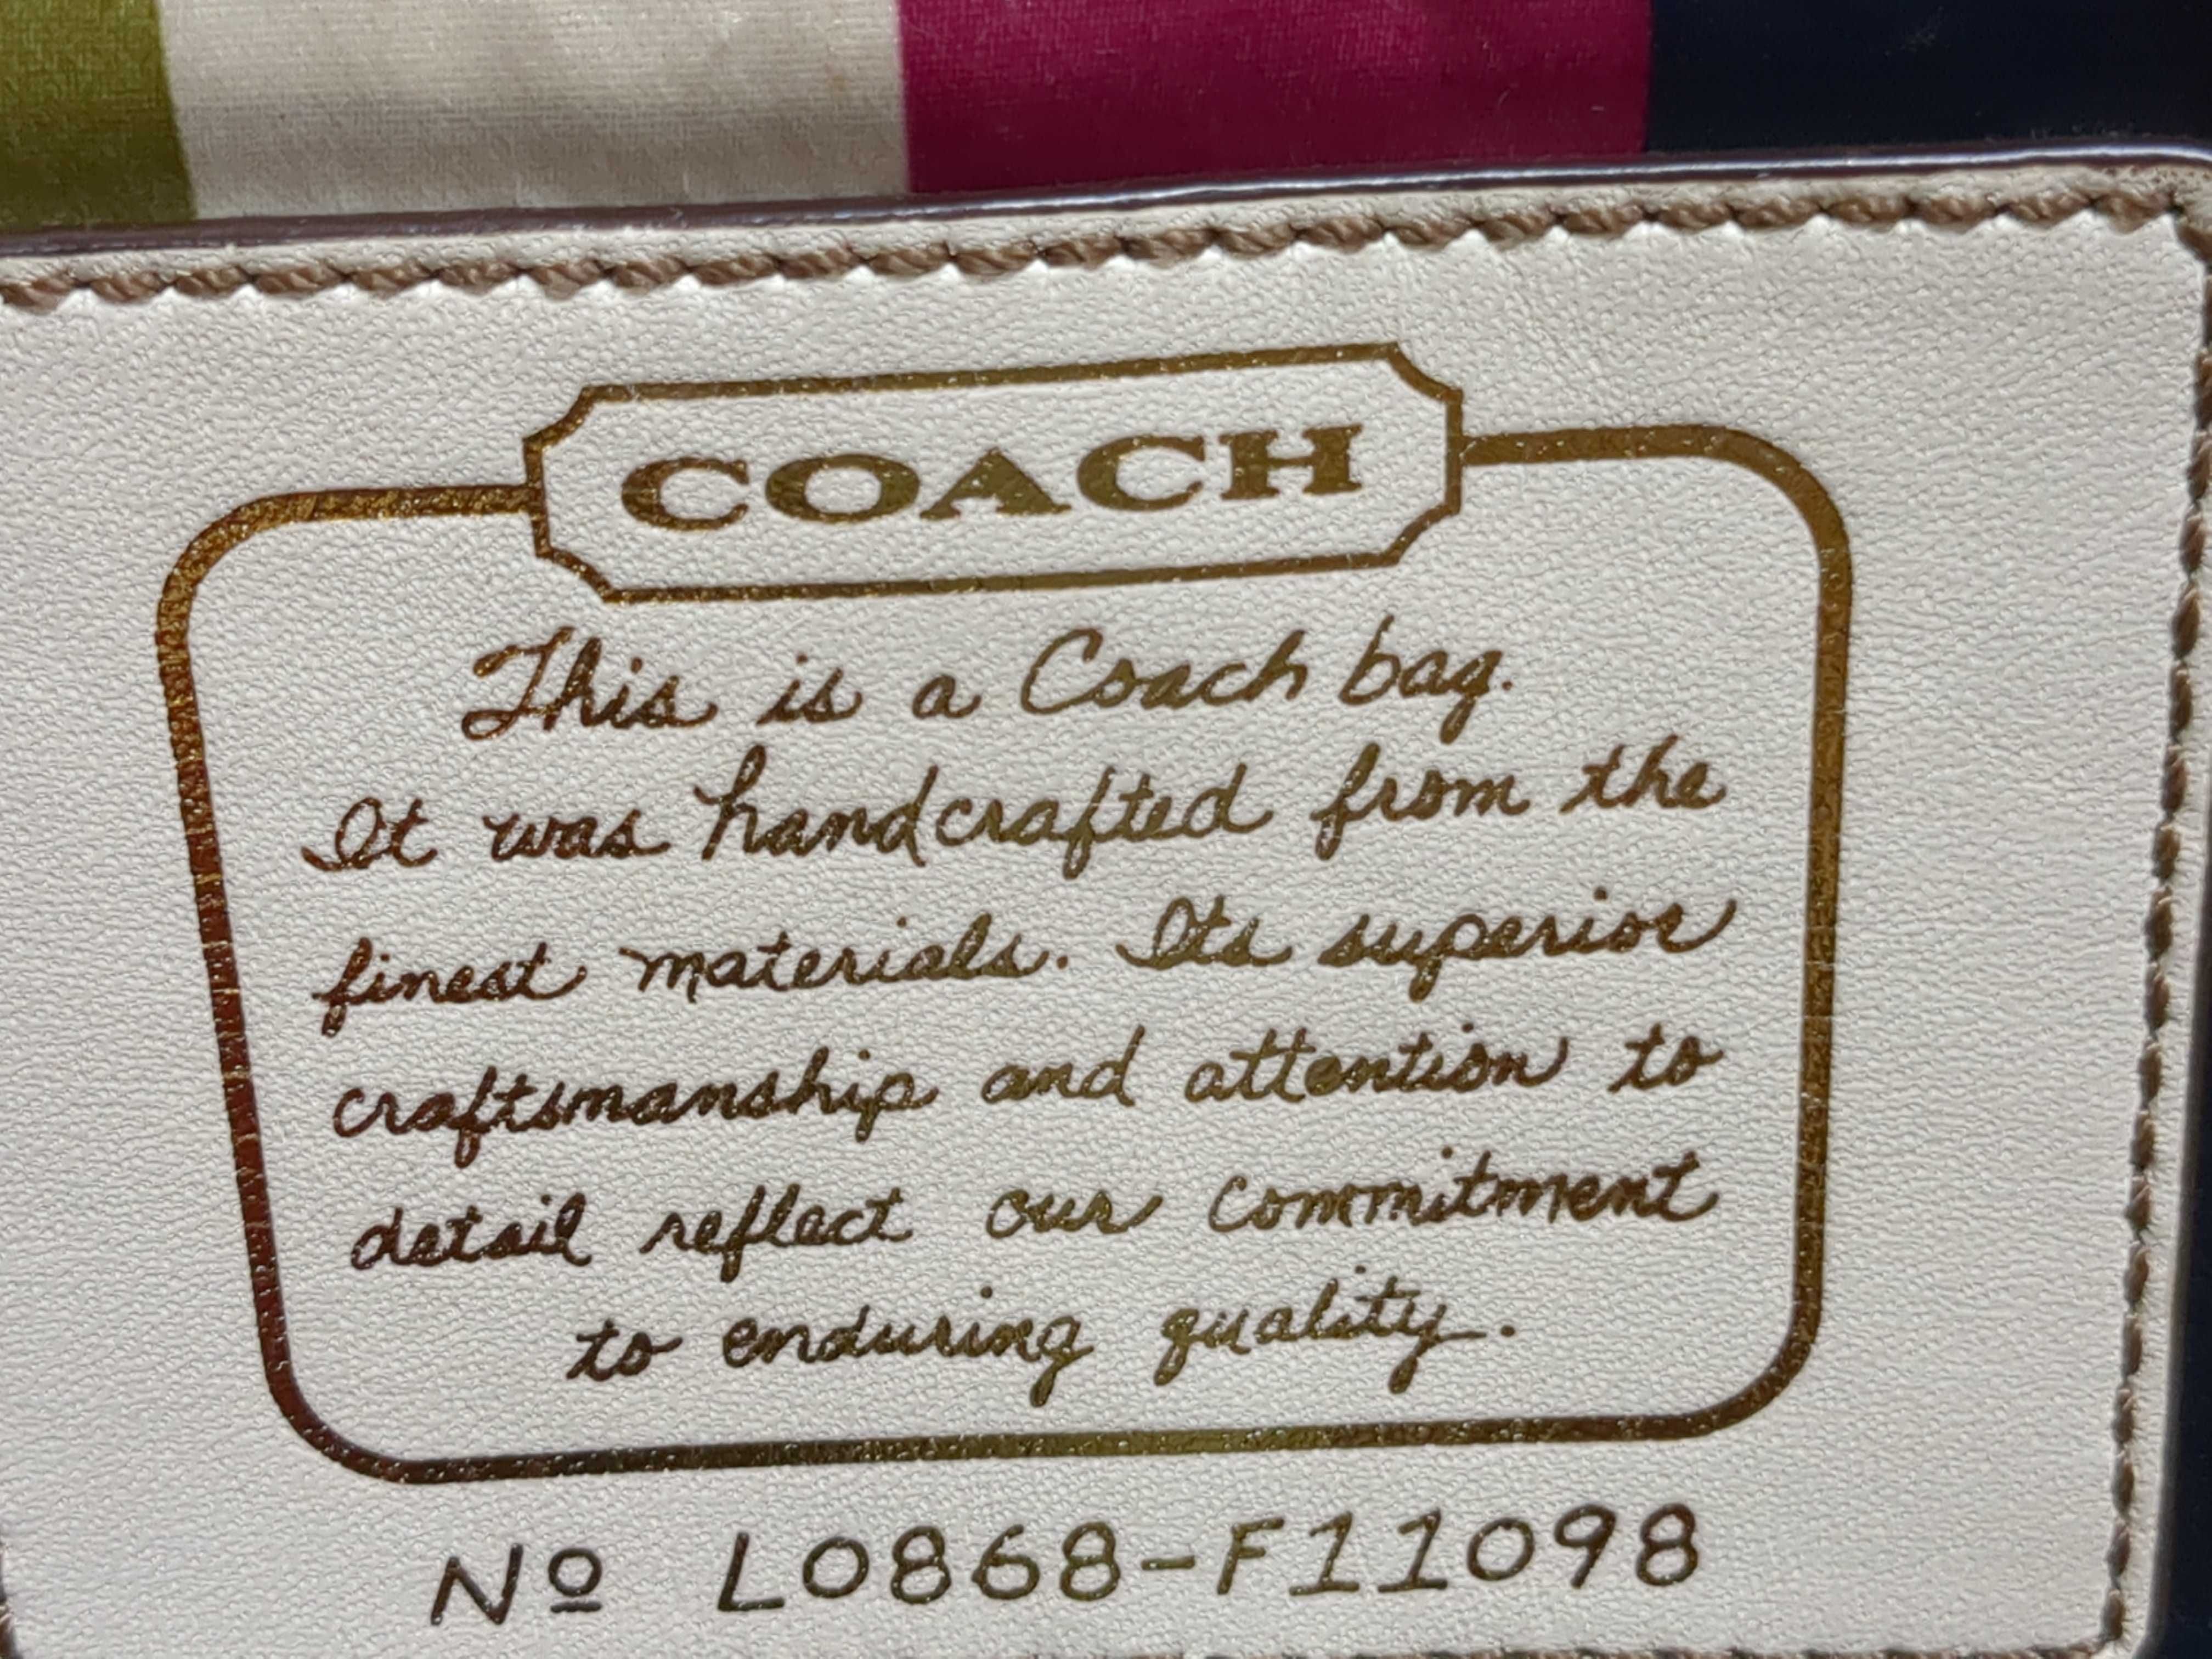 COACH
This is a Coach bag.
It was handcrafted from the
finest materials. Its superior
craftsmanship and attention to
detail reflect our commitment
to enduring quality.
Nº L0868-F11098